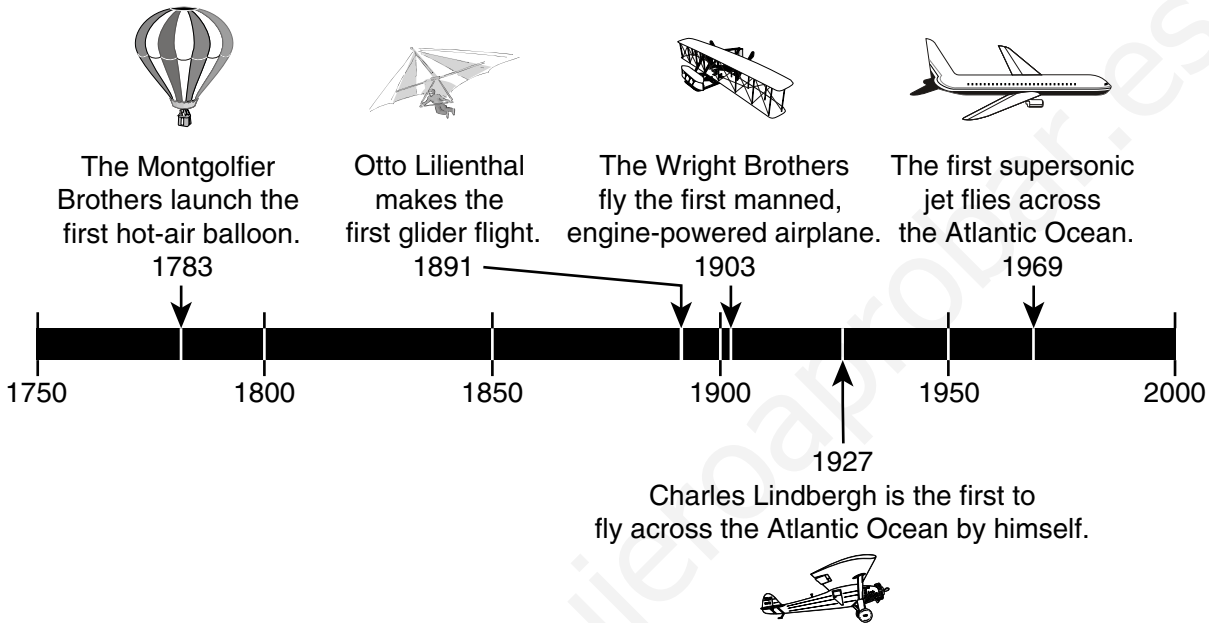 The Montgolfier
Brothers launch the
first hot-air balloon.
1783
Otto Lilienthal
makes the
first glider flight.
1891
The Wright Brothers
fly the first manned,
engine-powered airplane.
1903
The first supersonic
jet flies across
the Atlantic Ocean.
1969
1750
1800
1850
1900
1950
2000
1927
Charles Lindbergh is the first to
fly across the Atlantic Ocean by himself.